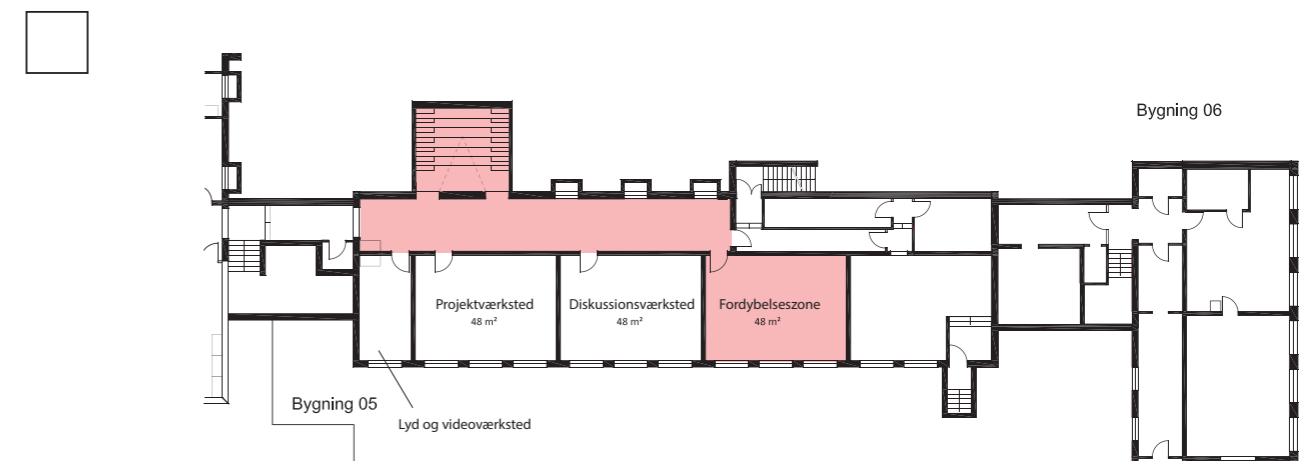 Bygning 06
Projektværksted
48 m²
Diskussionsværksted
48 m²
Fordybelseszone
48 m²
Bygning 05
Lyd og videoværksted